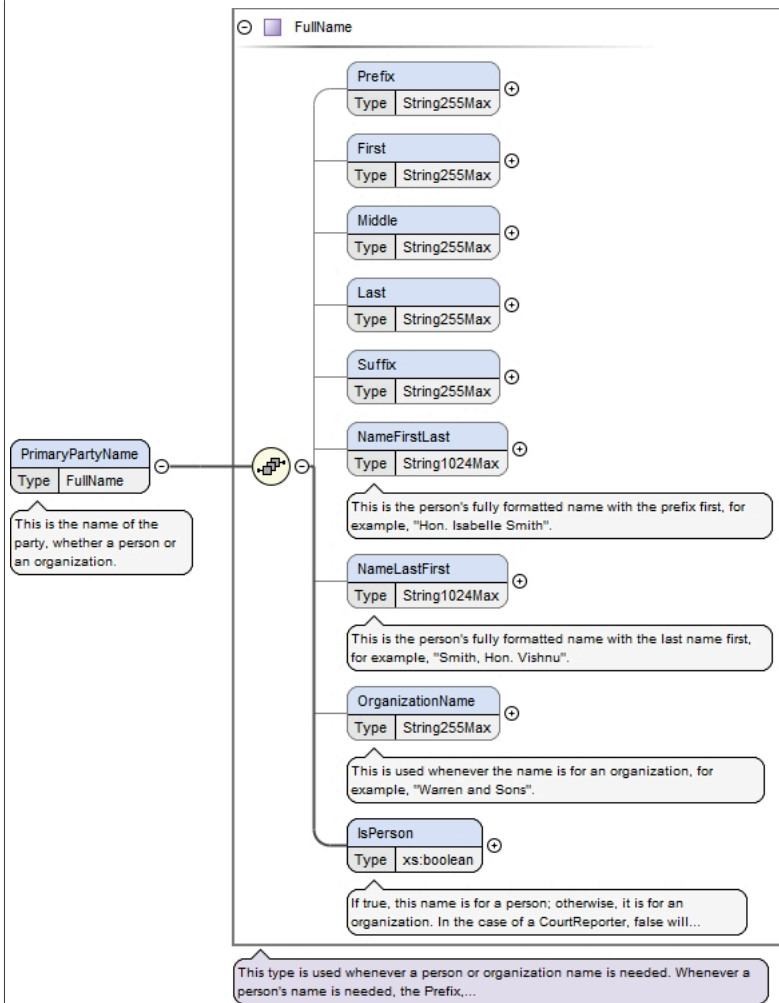 FullName
Prefix
Type String255Max
First
Type String255Max
Middle
Type String255Max
Last
Type String255Max
Suffix
Type String255Max
NameFirstLast
Type String1024Max
This is the person's fully formatted name with the prefix first, for
example, "Hon. Isabelle Smith".
PrimaryPartyName
Type FullName
This is the name of the
party, whether a person or
an organization.
NameLastFirst
Type String1024Max
This is the person's fully formatted name with the last name first,
for example, "Smith, Hon. Vishnu".
OrganizationName
Type String255Max
This is used whenever the name is for an organization, for
example, "Warren and Sons".
IsPerson
Type xs:boolean
If true, this name is for a person; otherwise, it is for an
organization. In the case of a CourtReporter, false will...
This type is used whenever a person or organization name is needed. Whenever a
person's name is needed, the Prefix,...